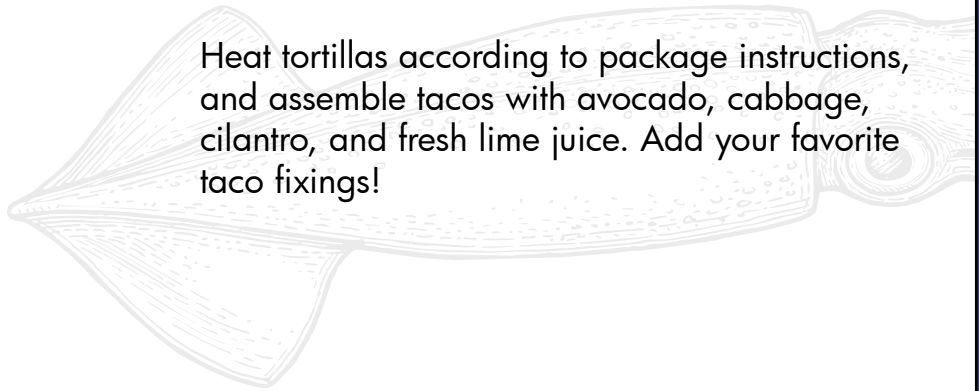 Heat tortillas according to package instructions,
and assemble tacos with avocado, cabbage,
cilantro, and fresh lime juice. Add your favorite
taco fixings!